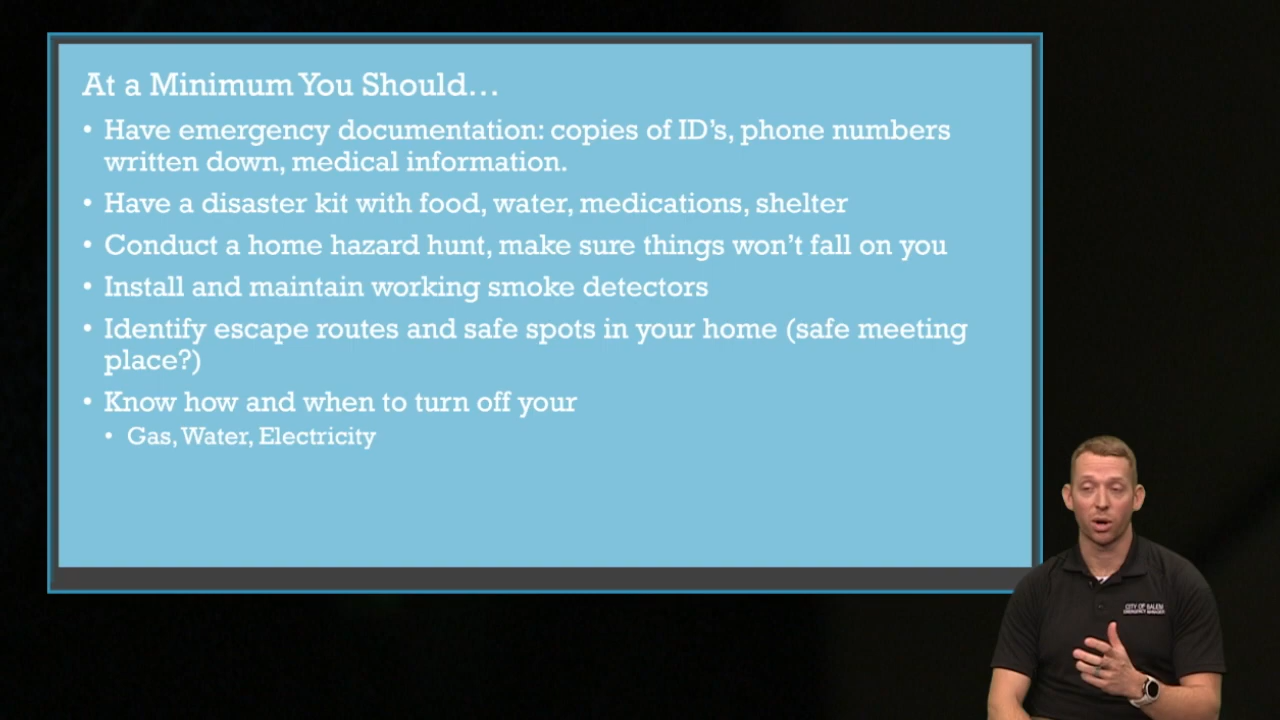 At a Minimum You Should…
• Have emergency documentation: copies of ID’s, phone numbers
written down, medical information.
• Have a disaster kit with food, water, medications, shelter
• Conduct a home hazard hunt, make sure things won’t fall on you
• Install and maintain working smoke detectors
• Identify escape routes and safe spots in your home (safe meeting
place?)
• Know how and when to turn off your
• Gas, Water, Electricity
CITY OF SALEM